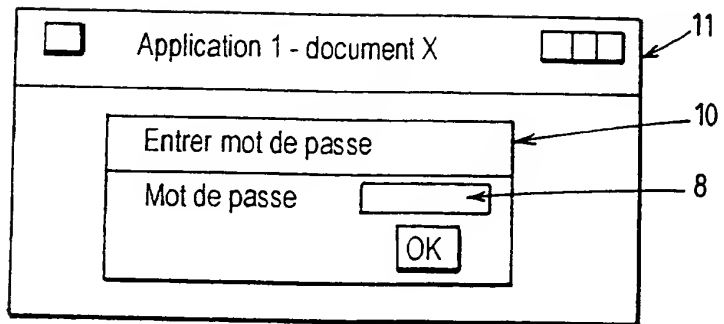 Application 1 - document X
11
Entrer mot de passe
10
Mot de passe
8
OK